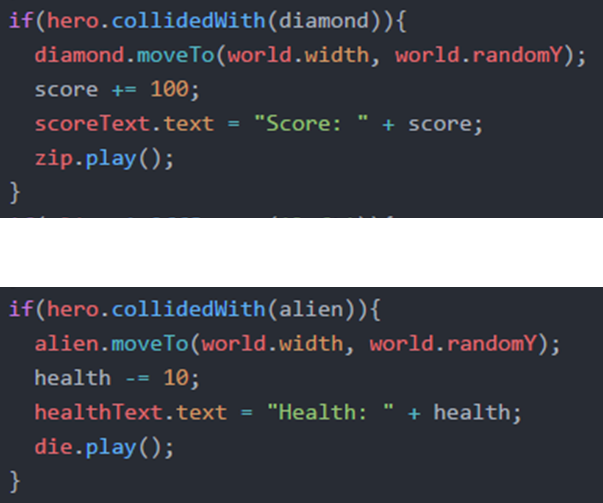 if(hero.collidedWith(diamond)){
diamond.moveTo(world.width, world.randomY);
score += 100;
scoreText.text = "Score: " + score;
zip.play();
}
if(hero.collidedWith(alien)){
alien.moveTo(world.width, world.randomY);
health -= 10;
healthText.text = "Health: " + health;
die.play();
}